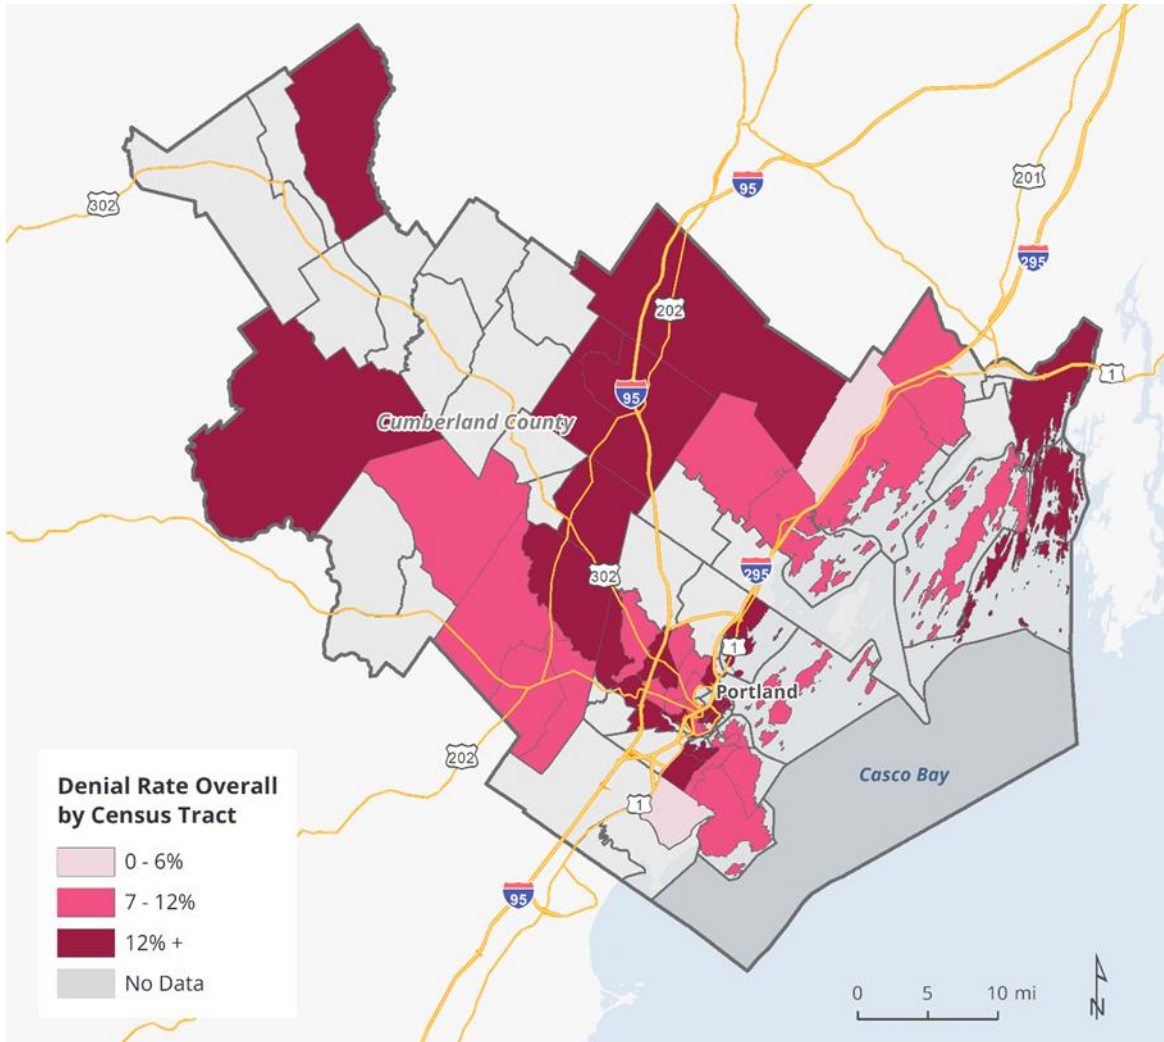 95
201
302
295
202
1
95
Cumberland County
295
302
1
Portland
202
Casco Bay
1
95
Denial Rate Overall
by Census Tract
0 - 6%
7 - 12%
12% +
No Data
0 5 10 mi
N